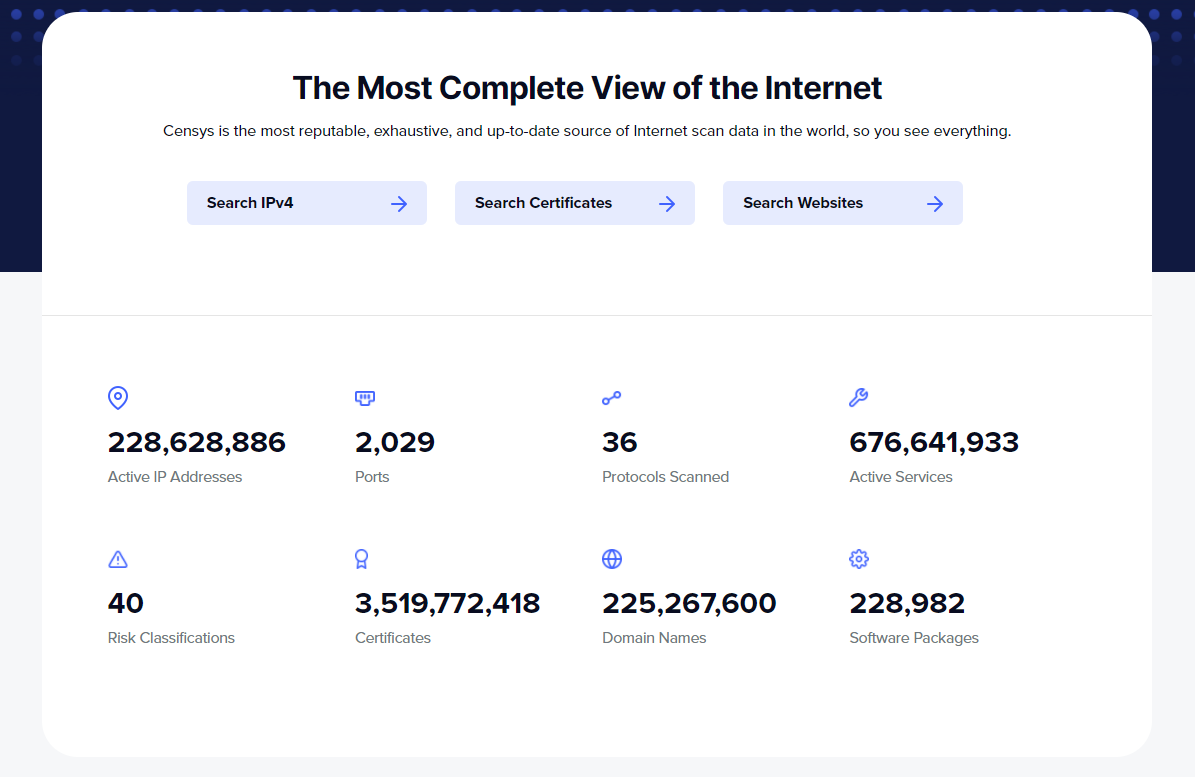 The Most Complete View of the Internet
Censys is the most reputable, exhaustive, and up-to-date source of Internet scan data in the world, so you see everything.
Search IPv4
Search Certificates
Search Websites
228,628,886
Active IP Addresses
2,029
Ports
36
Protocols Scanned
676,641,933
Active Services
40
Risk Classifications
3,519,772,418
Certificates
225,267,600
Domain Names
228,982
Software Packages